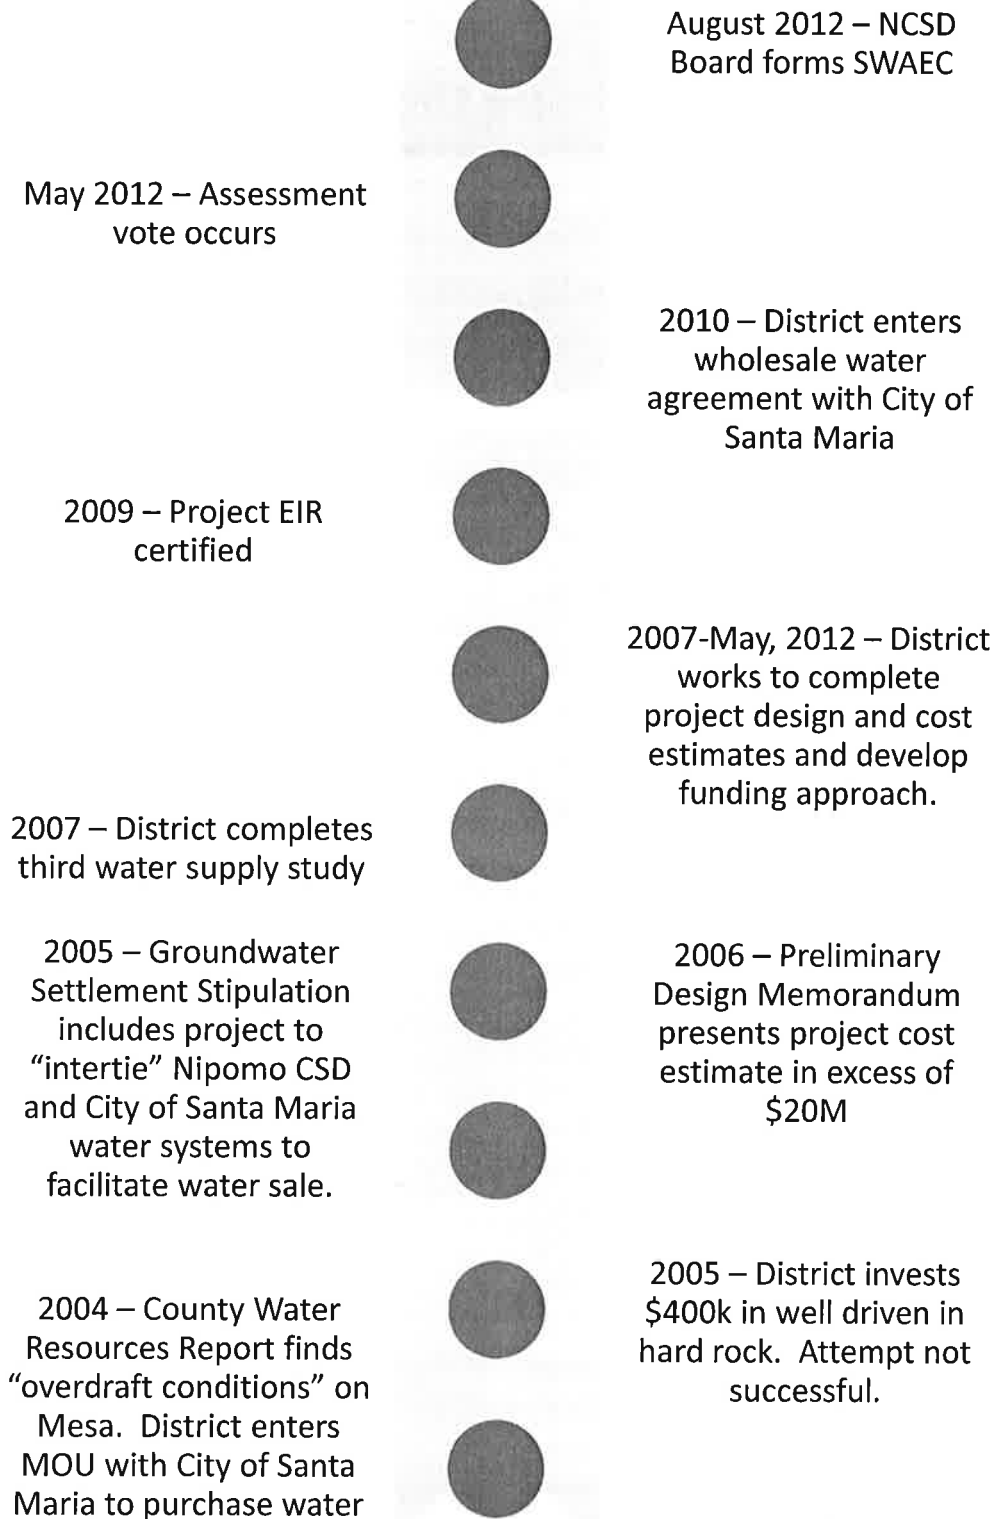 August 2012 – NCSD
Board forms SWAEC
May 2012 – Assessment
vote occurs
2010 – District enters
wholesale water
agreement with City of
Santa Maria
2009 – Project EIR
certified
2007-May, 2012 – District
works to complete
project design and cost
estimates and develop
funding approach.
2007 – District completes
third water supply study
2005 – Groundwater
Settlement Stipulation
includes project to
“intertie” Nipomo CSD
and City of Santa Maria
water systems to
facilitate water sale.
2006 – Preliminary
Design Memorandum
presents project cost
estimate in excess of
$20M
2005 – District invests
$400k in well driven in
hard rock.  Attempt not
successful.
2004 – County Water
Resources Report finds
“overdraft conditions” on
Mesa.  District enters
MOU with City of Santa
Maria to purchase water